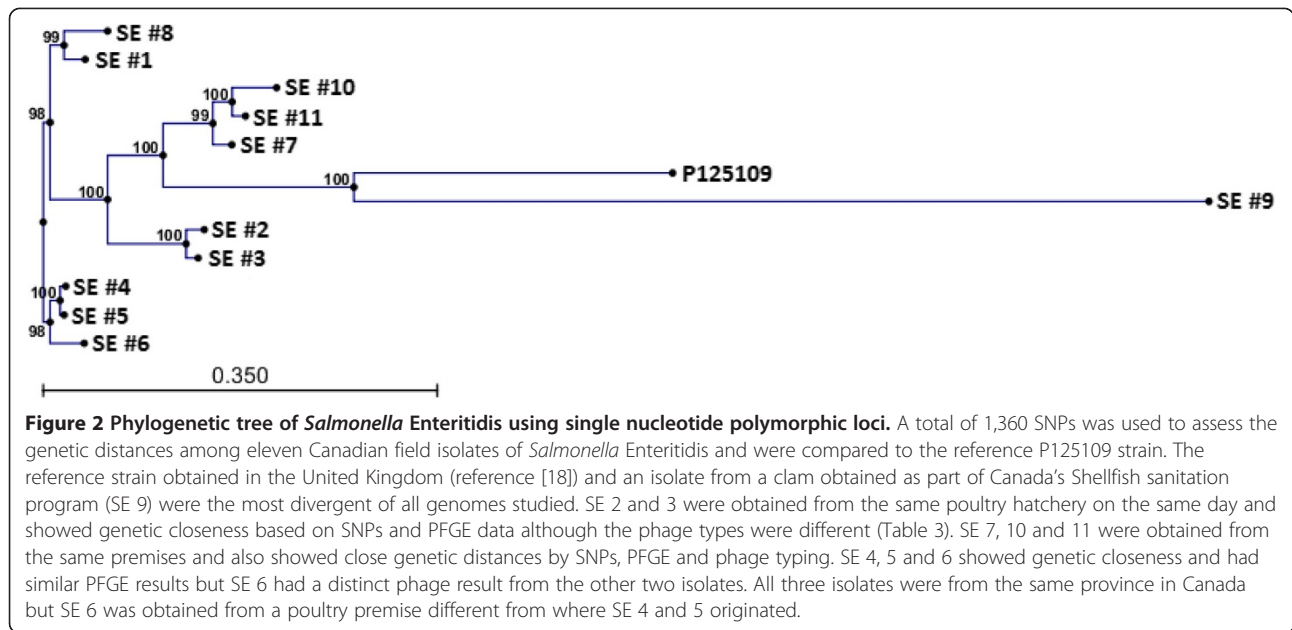 99
SE #8
SE #1
98
100
SE #10
SE #11
99
SE #7
100
100
P125109
SE #9
100
100
SE #2
SE #3
100
SE #4
SE #5
98
SE #6
0.350
Figure 2 Phylogenetic tree of Salmonella Enteritidis using single nucleotide polymorphic loci. A total of 1,360 SNPs was used to assess the
genetic distances among eleven Canadian field isolates of Salmonella Enteritidis and were compared to the reference P125109 strain. The
reference strain obtained in the United Kingdom (reference [18]) and an isolate from a clam obtained as part of Canada's Shellfish sanitation
program (SE 9) were the most divergent of all genomes studied. SE 2 and 3 were obtained from the same poultry hatchery on the same day and
showed genetic closeness based on SNPs and PFGE data although the phage types were different (Table 3). SE 7, 10 and 11 were obtained from
the same premises and also showed close genetic distances by SNPs, PFGE and phage typing. SE 4, 5 and 6 showed genetic closeness and had
similar PFGE results but SE 6 had a distinct phage result from the other two isolates. All three isolates were from the same province in Canada
but SE 6 was obtained from a poultry premise different from where SE 4 and 5 originated.